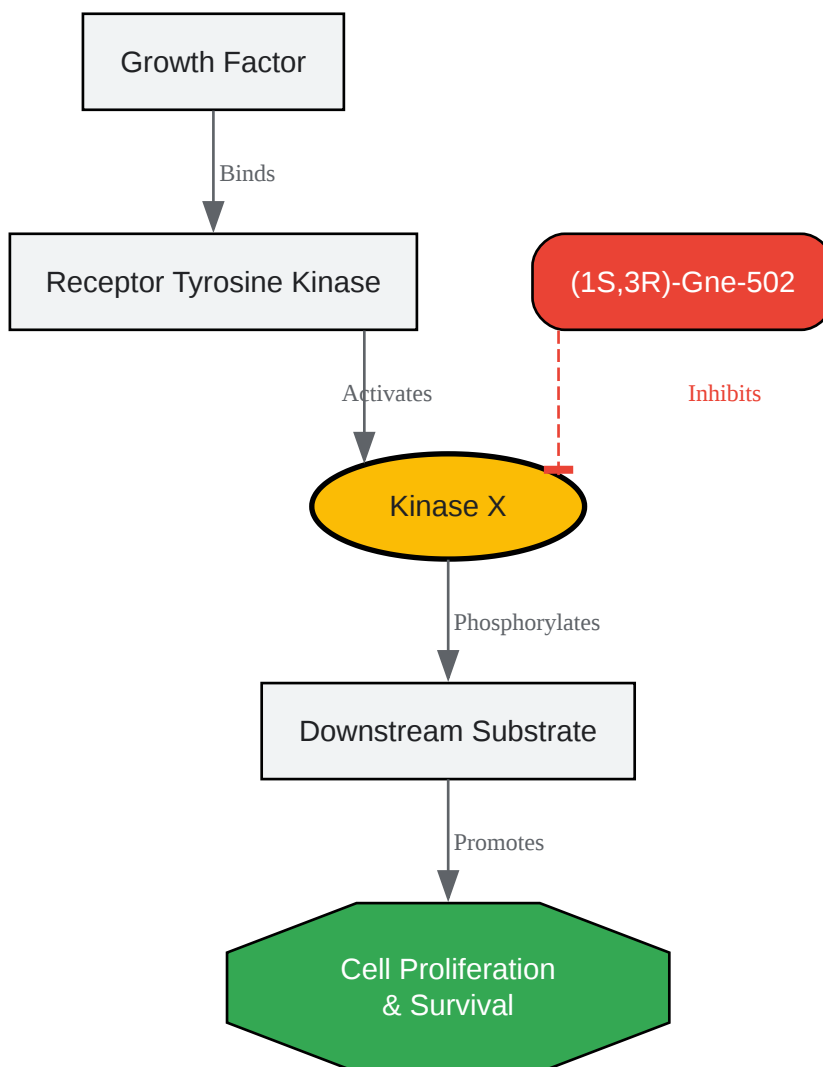 Growth Factor
Binds
Receptor Tyrosine Kinase
(1S,3R)-Gne-502
Activates
Inhibits
Kinase X
Phosphorylates
Downstream Substrate
Promotes
Cell Proliferation
& Survival